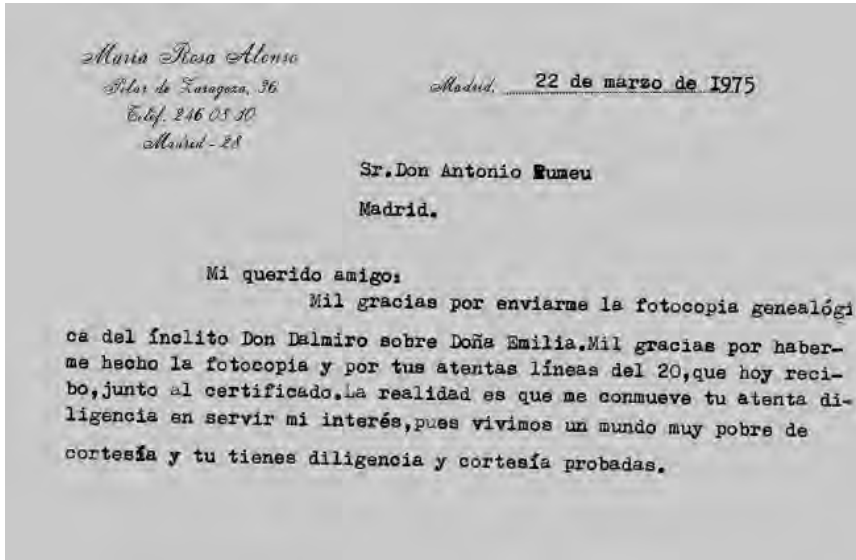 María Rosa Alonso
Pilar de Zaragoza, 36
Teléf. 246 08 30
Madrid - 28
Madrid, 22 de marzo de 1975
Sr.Don Antonio Rumeu
Madrid.
Mi querido amigo:
Mil gracias por enviarme la fotocopia genealógi
ca del ínclito Don Dalmiro sobre Doña Emilia.Mil gracias por haber-
me hecho la fotocopia y por tus atentas líneas del 20,que hoy reci-
bo,junto al certificado.La realidad es que me conmueve tu atenta di-
ligencia en servir mi interés,pues vivimos un mundo muy pobre de
cortesía y tu tienes diligencia y cortesía probadas.